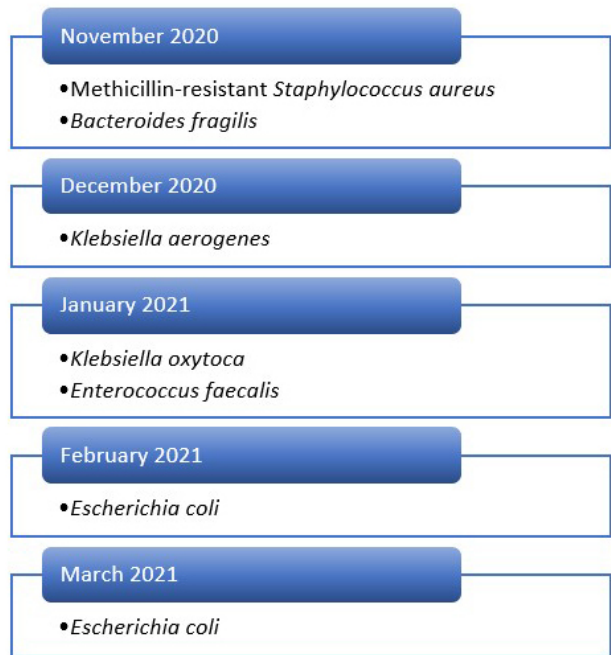 November 2020
•Methicillin-resistant Staphylococcus aureus
•Bacteroides fragilis
December 2020
•Klebsiella aerogenes
January 2021
•Klebsiella oxytoca
•Enterococcus faecalis
February 2021
•Escherichia coli
March 2021
•Escherichia coli